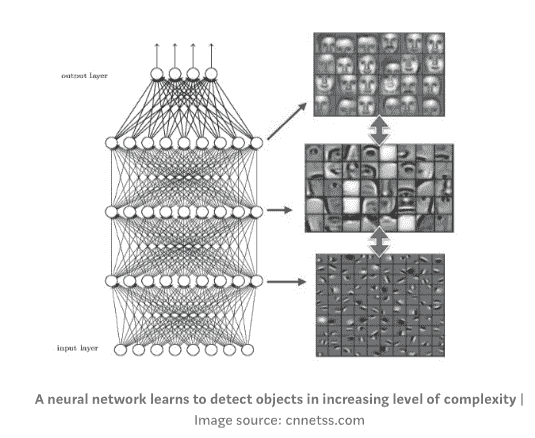 output layer
input layer
A neural network learns to detect objects in increasing level of complexity |
Image source: cnnetss.com